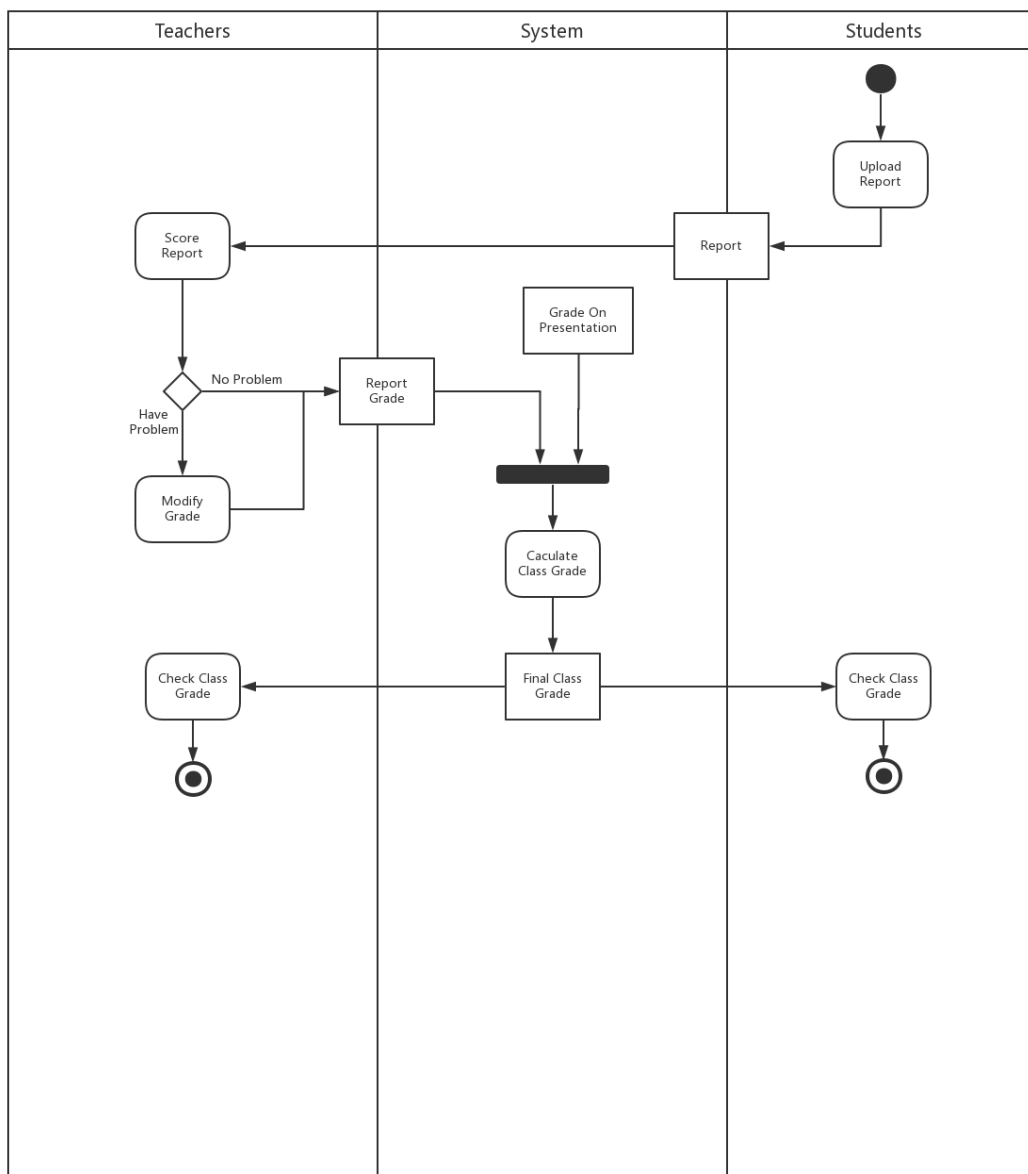 Teachers
System
Students
Upload
Report
Score
Report
Report
Grade On
Presentation
No Problem
Report
Grade
Have
Problem
Modify
Grade
Caculate
Class Grade
Check Class
Grade
Final Class
Grade
Check Class
Grade